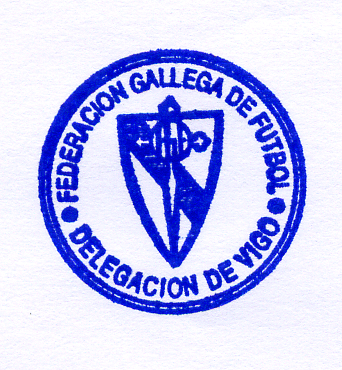 FEDERACION GALLEGA DE FUTBOL
DELEGACION DE VIGO